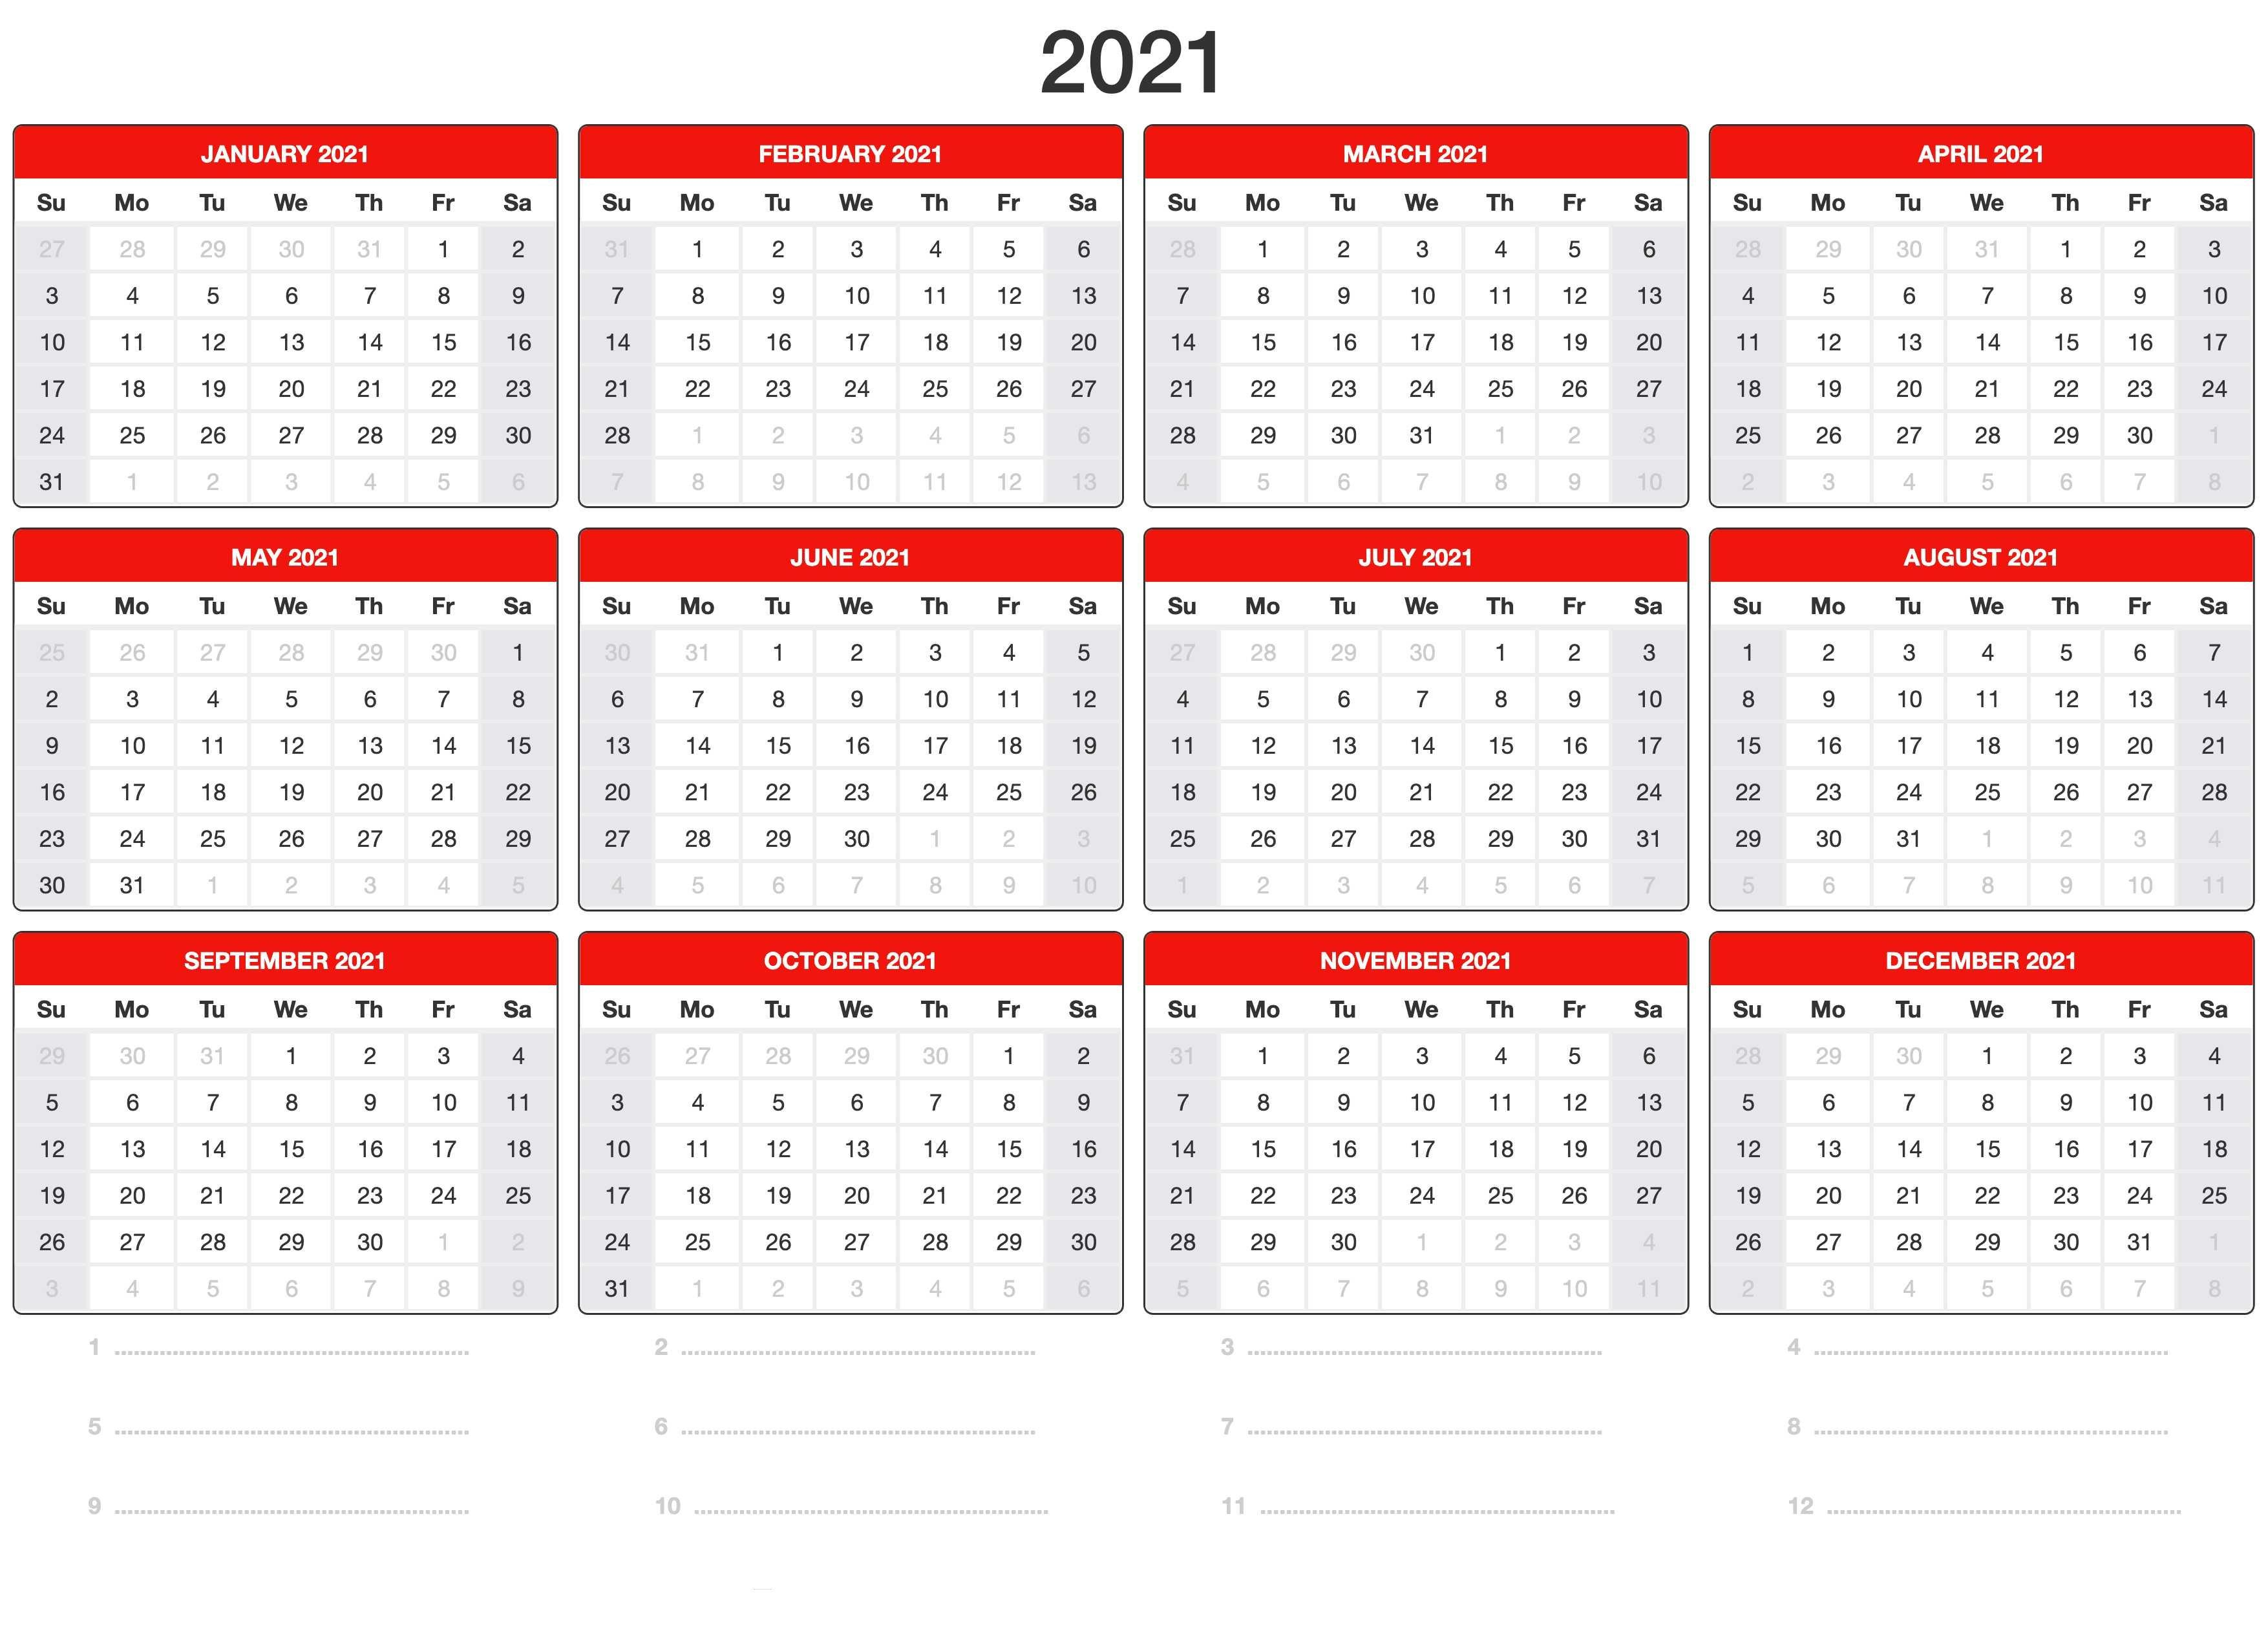 2021
JANUARY 2021
Su Mo Tu We Th Fr Sa
27 28 29 30 31 1 2
3 4 5 6 7 8 9
10 11 12 13 14 15 16
17 18 19 20 21 22 23
24 25 26 27 28 29 30
31 1 2 3 4 5 6
FEBRUARY 2021
Su Mo Tu We Th Fr Sa
31 1 2 3 4 5 6
7 8 9 10 11 12 13
14 15 16 17 18 19 20
21 22 23 24 25 26 27
28 1 2 3 4 5 6
7 8 9 10 11 12 13
MARCH 2021
Su Mo Tu We Th Fr Sa
28 1 2 3 4 5 6
7 8 9 10 11 12 13
14 15 16 17 18 19 20
21 22 23 24 25 26 27
28 29 30 31 1 2 3
4 5 6 7 8 9 10
APRIL 2021
Su Mo Tu We Th Fr Sa
28 29 30 31 1 2 3
4 5 6 7 8 9 10
11 12 13 14 15 16 17
18 19 20 21 22 23 24
25 26 27 28 29 30 1
2 3 4 5 6 7 8
MAY 2021
Su Mo Tu We Th Fr Sa
25 26 27 28 29 30 1
2 3 4 5 6 7 8
9 10 11 12 13 14 15
16 17 18 19 20 21 22
23 24 25 26 27 28 29
30 31 1 2 3 4 5
JUNE 2021
Su Mo Tu We Th Fr Sa
30 31 1 2 3 4 5
6 7 8 9 10 11 12
13 14 15 16 17 18 19
20 21 22 23 24 25 26
27 28 29 30 1 2 3
4 5 6 7 8 9 10
JULY 2021
Su Mo Tu We Th Fr Sa
27 28 29 30 1 2 3
4 5 6 7 8 9 10
11 12 13 14 15 16 17
18 19 20 21 22 23 24
25 26 27 28 29 30 31
1 2 3 4 5 6 7
AUGUST 2021
Su Mo Tu We Th Fr Sa
1 2 3 4 5 6 7
8 9 10 11 12 13 14
15 16 17 18 19 20 21
22 23 24 25 26 27 28
29 30 31 1 2 3 4
5 6 7 8 9 10 11
SEPTEMBER 2021
Su Mo Tu We Th Fr Sa
29 30 31 1 2 3 4
5 6 7 8 9 10 11
12 13 14 15 16 17 18
19 20 21 22 23 24 25
26 27 28 29 30 1 2
3 4 5 6 7 8 9
OCTOBER 2021
Su Mo Tu We Th Fr Sa
26 27 28 29 30 1 2
3 4 5 6 7 8 9
10 11 12 13 14 15 16
17 18 19 20 21 22 23
24 25 26 27 28 29 30
31 1 2 3 4 5 6
NOVEMBER 2021
Su Mo Tu We Th Fr Sa
31 1 2 3 4 5 6
7 8 9 10 11 12 13
14 15 16 17 18 19 20
21 22 23 24 25 26 27
28 29 30 1 2 3 4
5 6 7 8 9 10 11
DECEMBER 2021
Su Mo Tu We Th Fr Sa
28 29 30 1 2 3 4
5 6 7 8 9 10 11
12 13 14 15 16 17 18
19 20 21 22 23 24 25
26 27 28 29 30 31 1
2 3 4 5 6 7 8
1 2 3 4
5 6 7 8
9 10 11 12